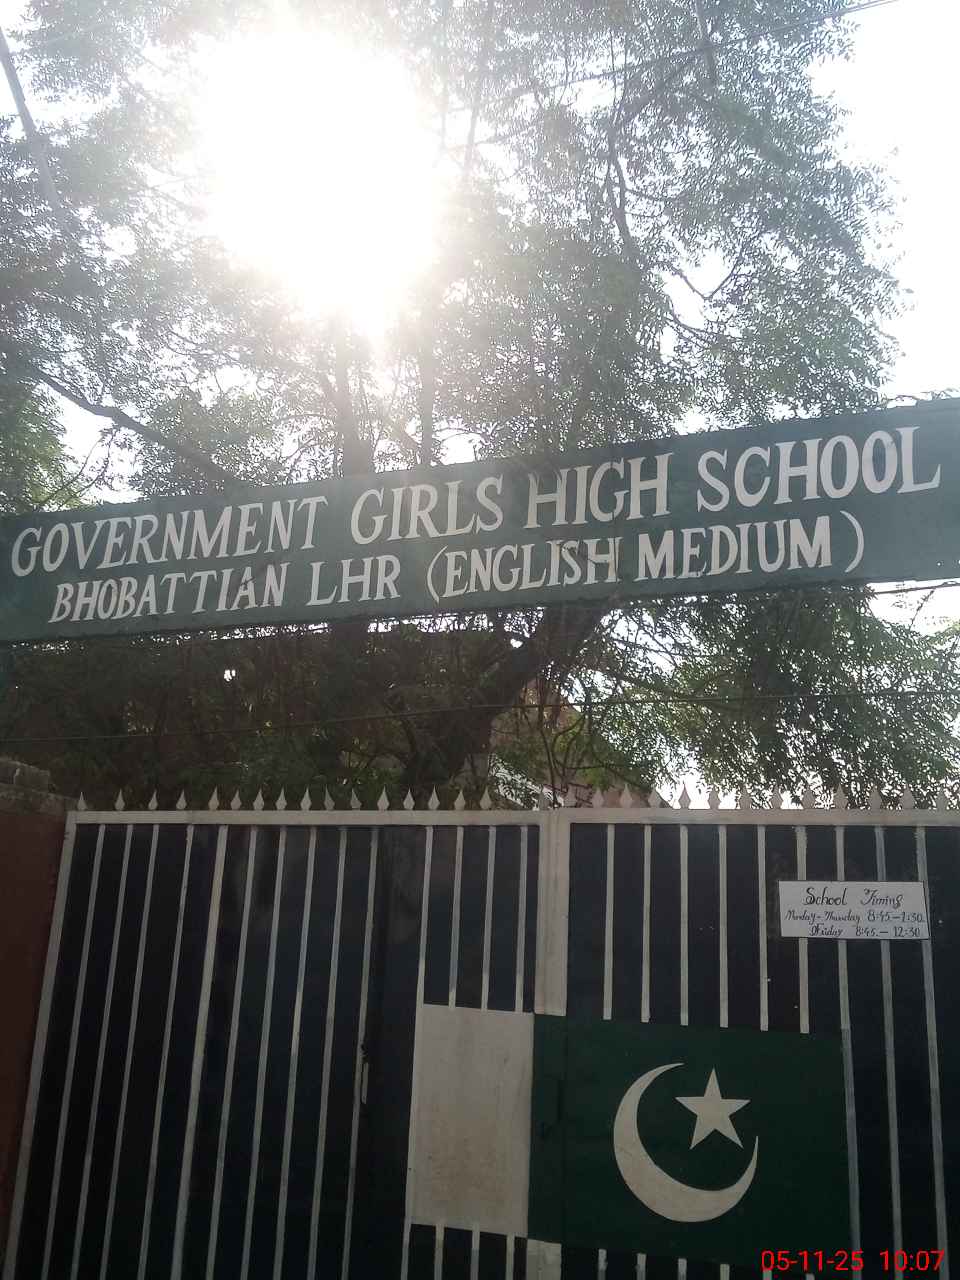 GOVERNMENT GIRLS HIGH SCHOOL
BHOBATTIAN LHR (ENGLISH MEDIUM)
School Timing
Monday - Thursday 8:45 - 1:30
Friday 8:45 - 12:30
05-11-25 10:07